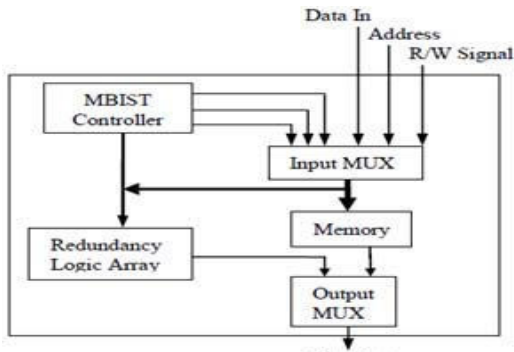 Data In
Address
R/W Signal
MBIST
Controller
Input MUX
Memory
Redundancy
Logic Array
Output
MUX